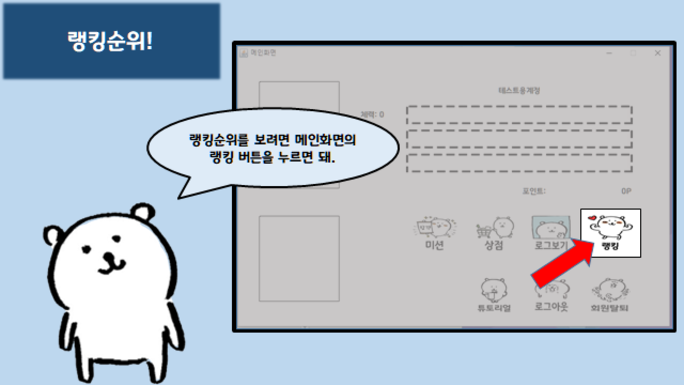 랭킹순위!
메인화면
테스트용계정
체력: 0
랭킹순위를 보려면 메인화면의
랭킹 버튼을 누르면 돼.
포인트: 0P
미션 상점 로그보기 랭킹
튜토리얼 로그아웃 회원탈퇴